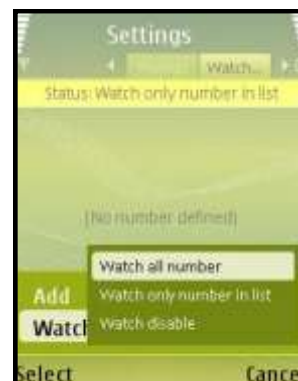 Settings
Watch...
Status: Watch only number in list
(No number defined)
Watch all number
Add
Watch only number in list
Watch
Watch disable
Select
Cance